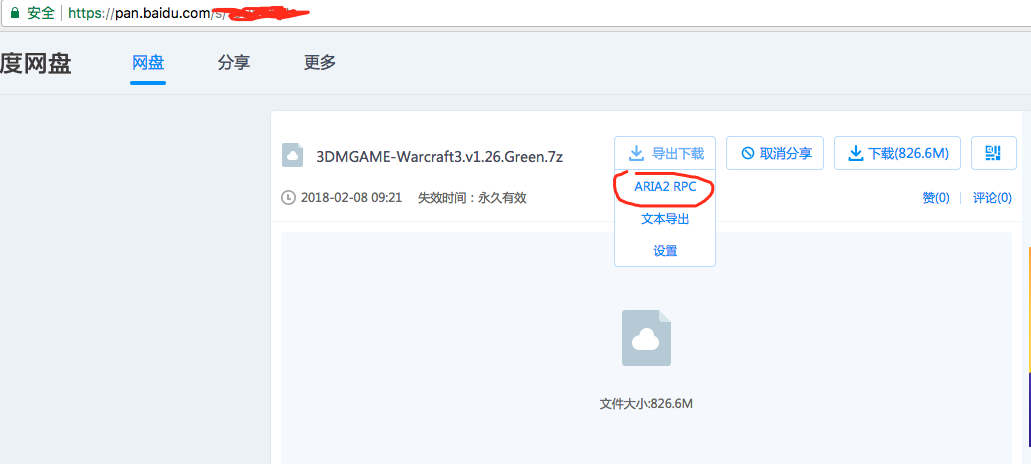 安全 https://pan.baidu.com/s/
度网盘 网盘 分享 更多
3DMGAME-Warcraft3.v1.26.Green.7z 导出下载 取消分享 下载(826.6M)
ARIA2 RPC
2018-02-08 09:21 失效时间：永久有效 赞(0) 评论(0)
文本导出
设置
文件大小:826.6M